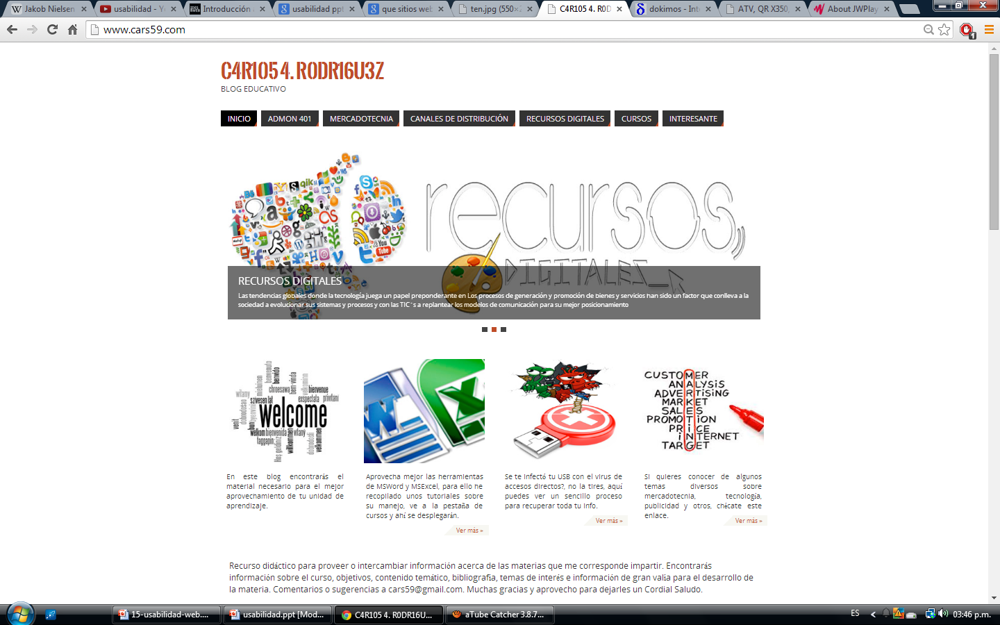 Jakob Nielsen
usabilidad - Y
Introducción
usabilidad ppt
que sitios web
ten.jpg (550×
C4R105 4. R0D
dokimos - Int
ATV, QR X350,
About JWPlay
www.cars59.com
1
C4R105 4. R0DR16U3Z
BLOG EDUCATIVO
INICIO
ADMON 401
MERCADOTECNIA
CANALES DE DISTRIBUCIÓN
RECURSOS DIGITALES
CURSOS
INTERESANTE
recursos
DIGITALES_
RECURSOS DIGITALES
Las tendencias globales donde la tecnología juega un papel preponderante en Los procesos de generación y promoción de bienes y servicios han sido un factor que conlleva a la
sociedad a evolucionar sus sistemas y procesos y con las TIC´s a replantear los modelos de comunicación para su mejor posicionamiento
welcome
CUSTOMER
ANALYSIS
ADVERTISING
MARKET
SALES
PROMOTION
PRICE
INTERNET
TARGET
En este blog encontrarás el
material necesario para el mejor
aprovechamiento de tu unidad de
aprendizaje.
Aprovecha mejor las herramientas
de MSWord y MSExcel, para ello he
recopilado unos tutoriales sobre
su manejo, ve a la pestaña de
cursos y ahí se desplegarán.
Ver más »
Se te infectó tu USB con el virus de
accesos directos?, no la tires, aquí
puedes ver un sencillo proceso
para recuperar toda tu info.
Ver más »
Si quieres conocer de algunos
temas diversos sobre
mercadotecnia, tecnología,
publicidad y otros, chécate este
enlace.
Ver más »
Recurso didáctico para proveer o intercambiar información acerca de las materias que me corresponde impartir. Encontrarás
información sobre el curso, objetivos, contenido temático, bibliografía, temas de interés e información de gran valía para el desarrollo de
la materia. Comentarios o sugerencias a cars59@gmail.com. Muchas gracias y aprovecho para dejarles un Cordial Saludo.
15-usabilidad-web....
usabilidad.ppt [Mod...
C4R105 4. R0DR16U...
aTube Catcher 3.8.7...
ES
03:46 p.m.